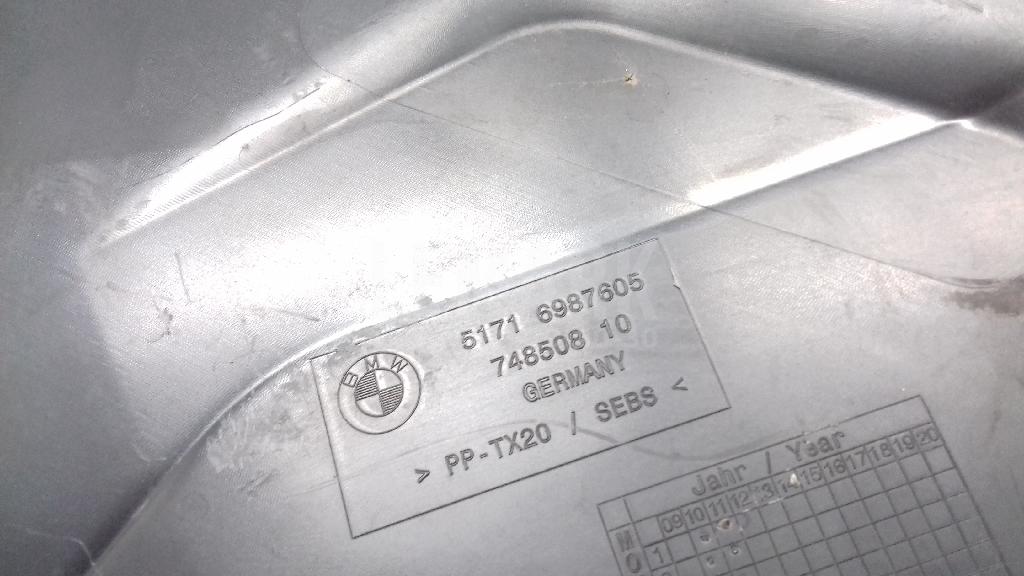 BMW
5171 6987605
748508 10
GERMANY
> PP-TX20 / SEBS <
Jahr / Year
09 10 11 12 13 14 15 16 17 18 19 20
M 1
O